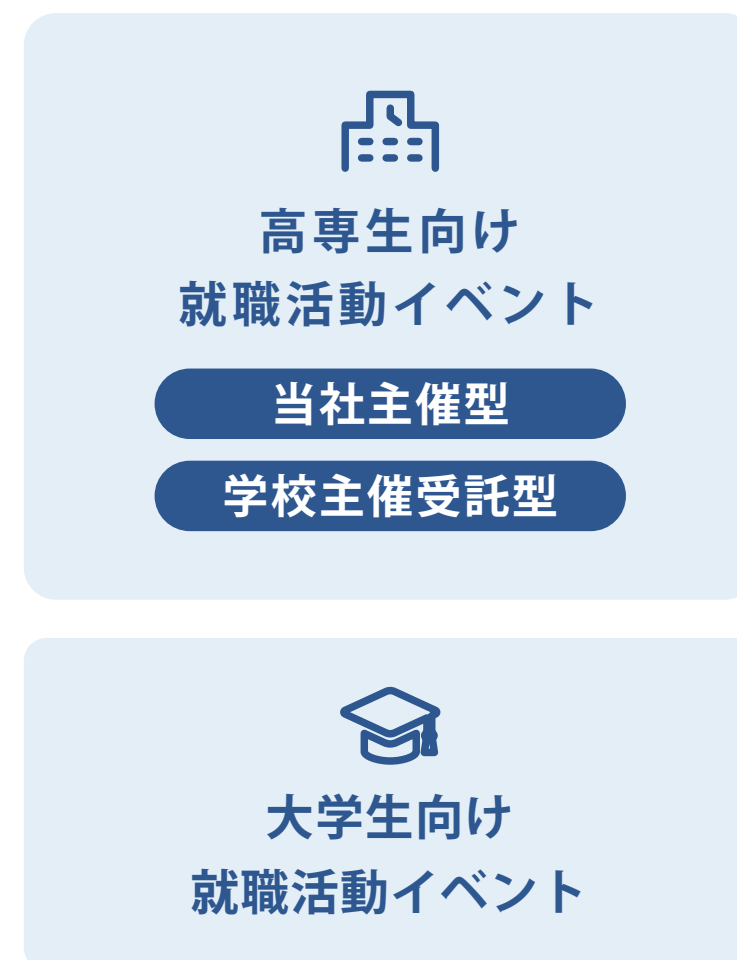 高専生向け
就職活動イベント
当社主催型
学校主催受託型
大学生向け
就職活動イベント